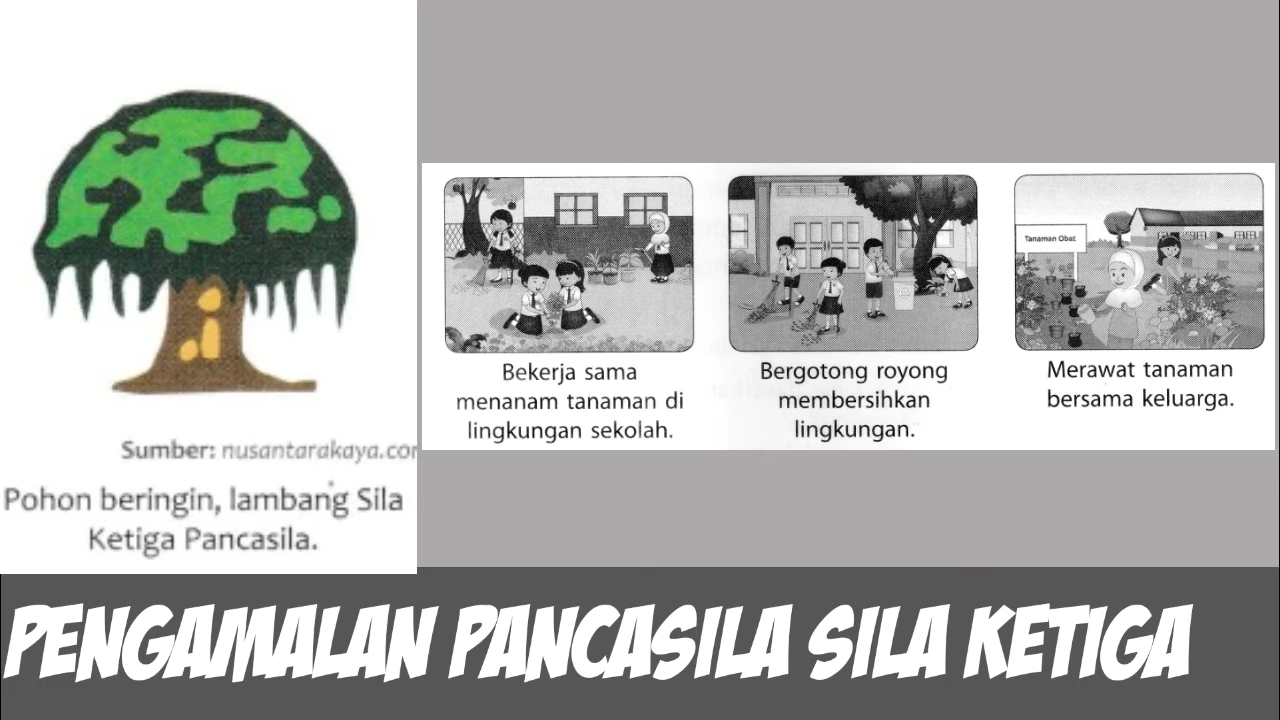 Sumber: nusantarakaya.co
Pohon beringin, lambang Sila
Ketiga Pancasila.
Tanaman Obat
Bekerja sama
menanam tanaman di
lingkungan sekolah.
Bergotong royong
membersihkan
lingkungan.
Merawat tanaman
bersama keluarga.
PENGAMALAN PANCASILA SILA KETIGA